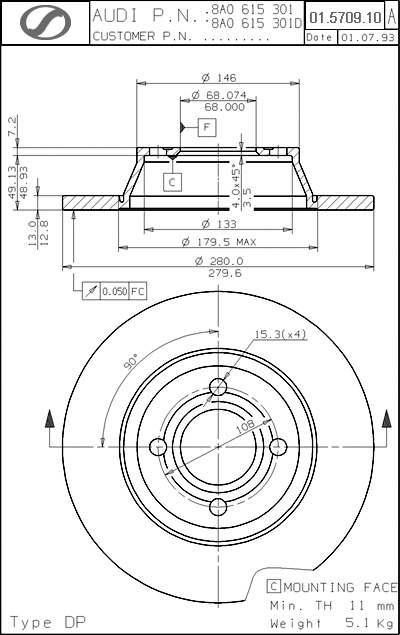 AUDI P.N. :8A0 615 301
:8A0 615 301D
CUSTOMER P.N. .........
01.5709.10 A
Date 01.07.93
Ø 146
Ø 68.074
68.000
F
7.2
49.13
48.93
C
4.0x45°
3.5
13.0
12.8
Ø 133
Ø 179.5 MAX
Ø 280.0
279.6
0.050 FC
15.3(x4)
90°
108
C MOUNTING FACE
Min. TH 11 mm
Type DP
Weight 5.1 Kg